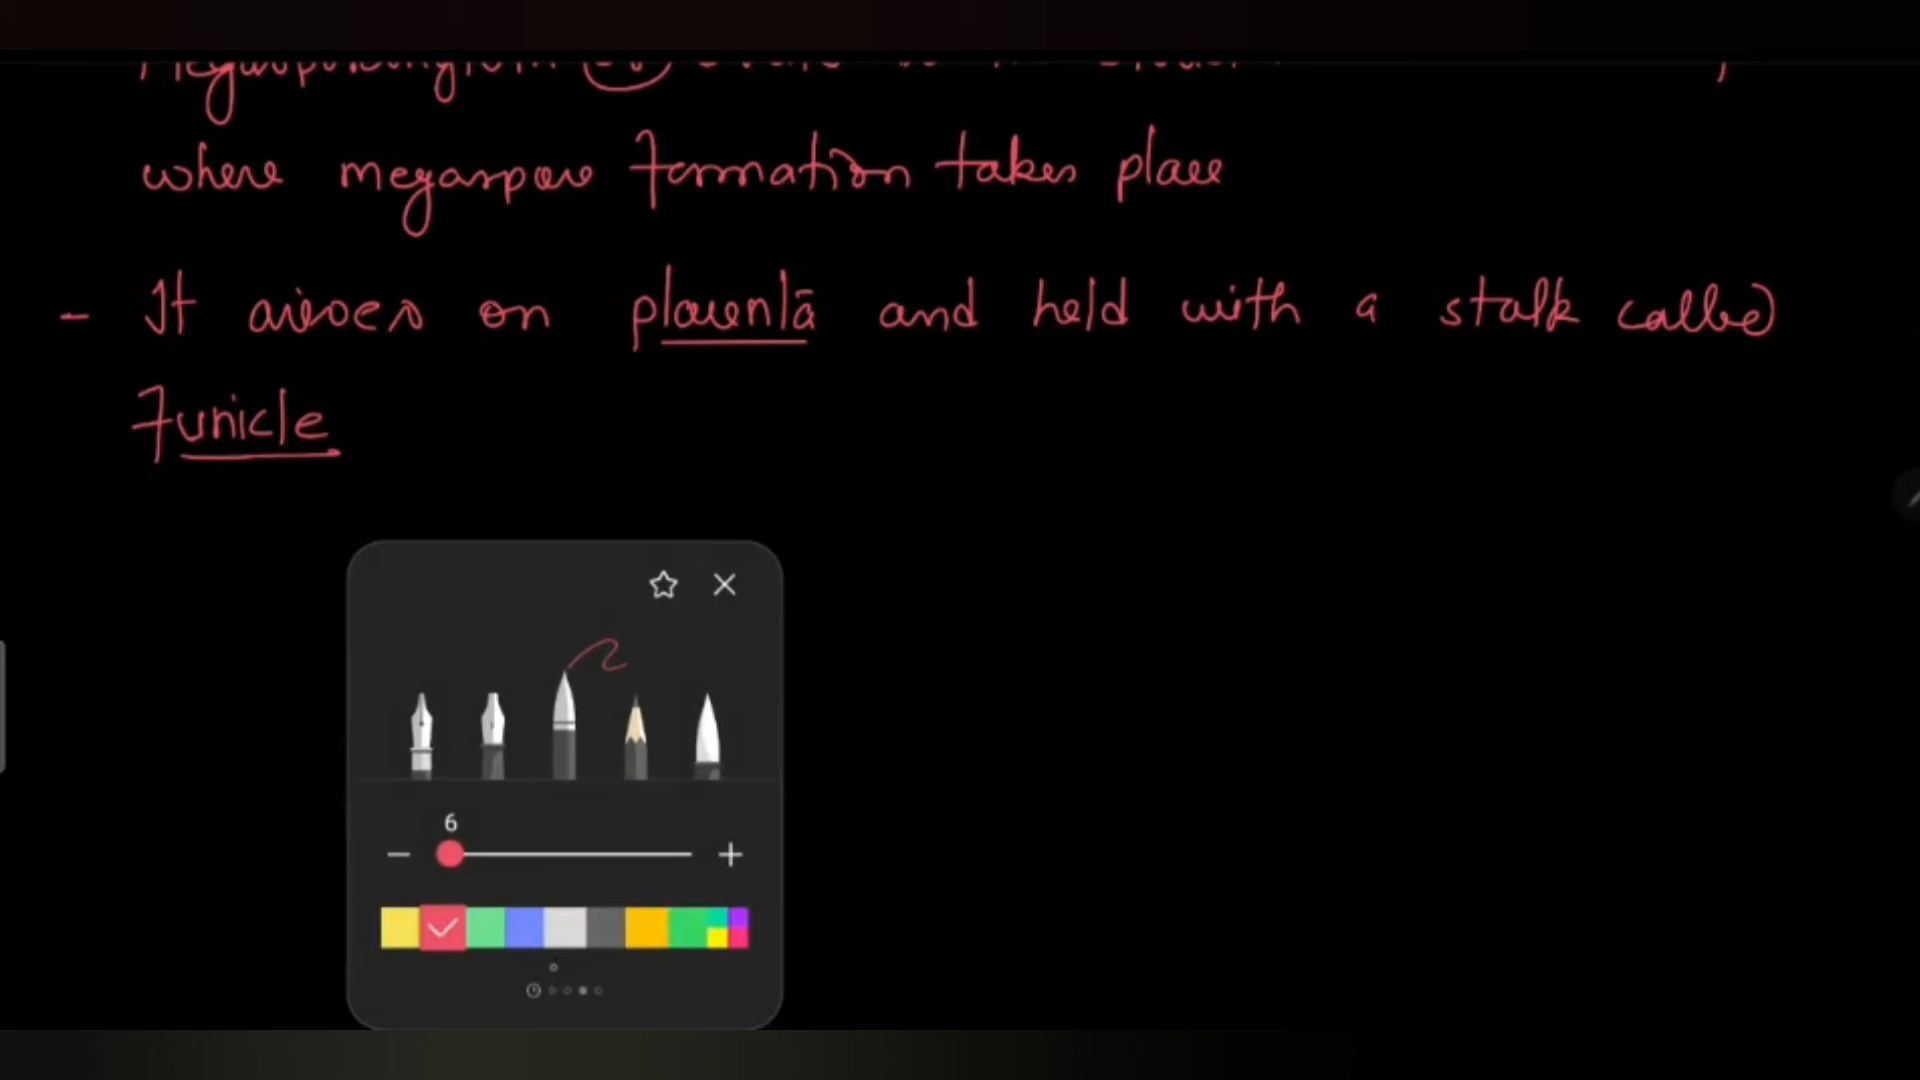 where megaspore formation takes place
- It arises on placenta and held with a stalk called
Funicle
6